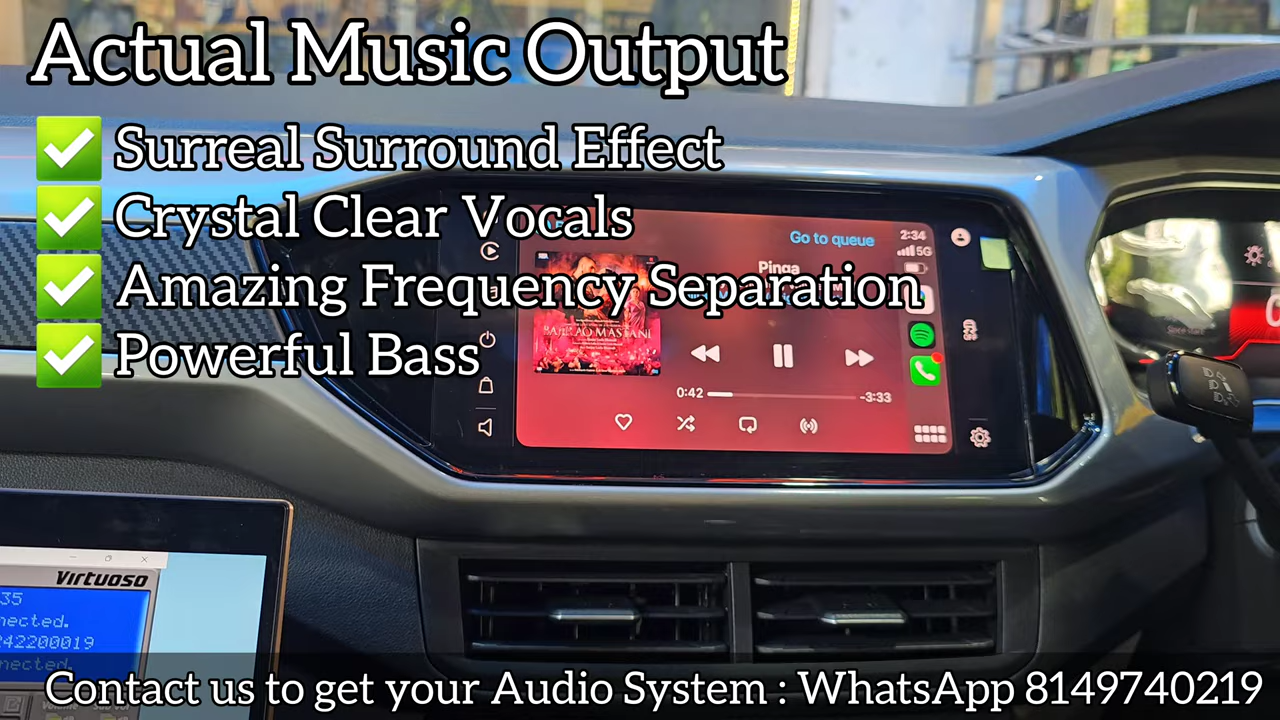 Actual Music Output
✅ Surreal Surround Effect
✅ Crystal Clear Vocals
✅ Amazing Frequency Separation
✅ Powerful Bass
Go to queue
2:34
5G
Pinga
BAJIRAO MASTANI
0:42
-3:33
OFF
Virtuoso
35
nected.
242200019
nected.
Contact us to get your Audio System : WhatsApp 8149740219